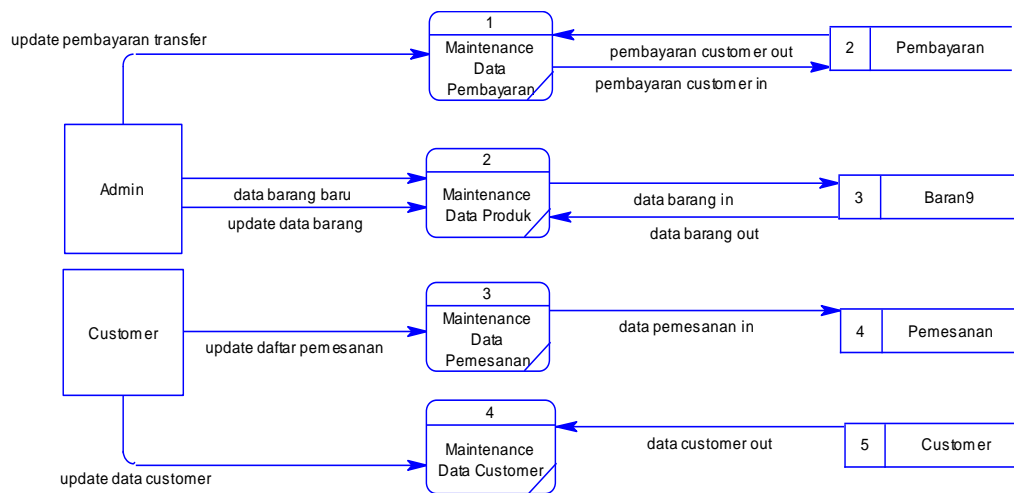 update pembayaran transfer
1
Maintenance
Data
Pembayaran
pembayaran customer out
pembayaran customer in
2
Pembayaran
Admin
data barang baru
update data barang
2
Maintenance
Data Produk
data barang in
data barang out
3
Baran9
Customer
update daftar pemesanan
3
Maintenance
Data
Pemesanan
data pemesanan in
4
Pemesanan
update data customer
4
Maintenance
Data Customer
data customer out
5
Customer